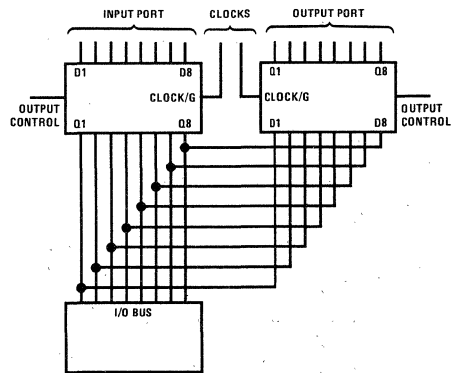 INPUT PORT
CLOCKS
OUTPUT PORT
D1
D8
CLOCK/G
Q1
Q8
OUTPUT
CONTROL
Q1
Q8
CLOCK/G
D1
D8
OUTPUT
CONTROL
I/O BUS